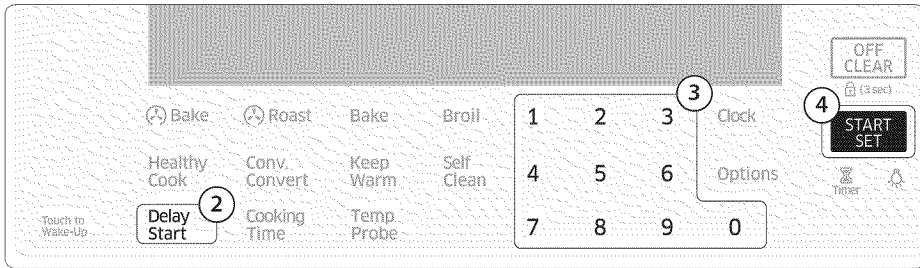 OFF
CLEAR
(3 sec)
3
4
Bake Roast Bake Broil 1 2 3 Clock START
SET
Healthy Conv. Keep Self 4 5 6 Options
Cook Convert Warm Clean Timer
2
Touch to Delay Cooking Temp 7 8 9 0
Wake-Up Start Time Probe